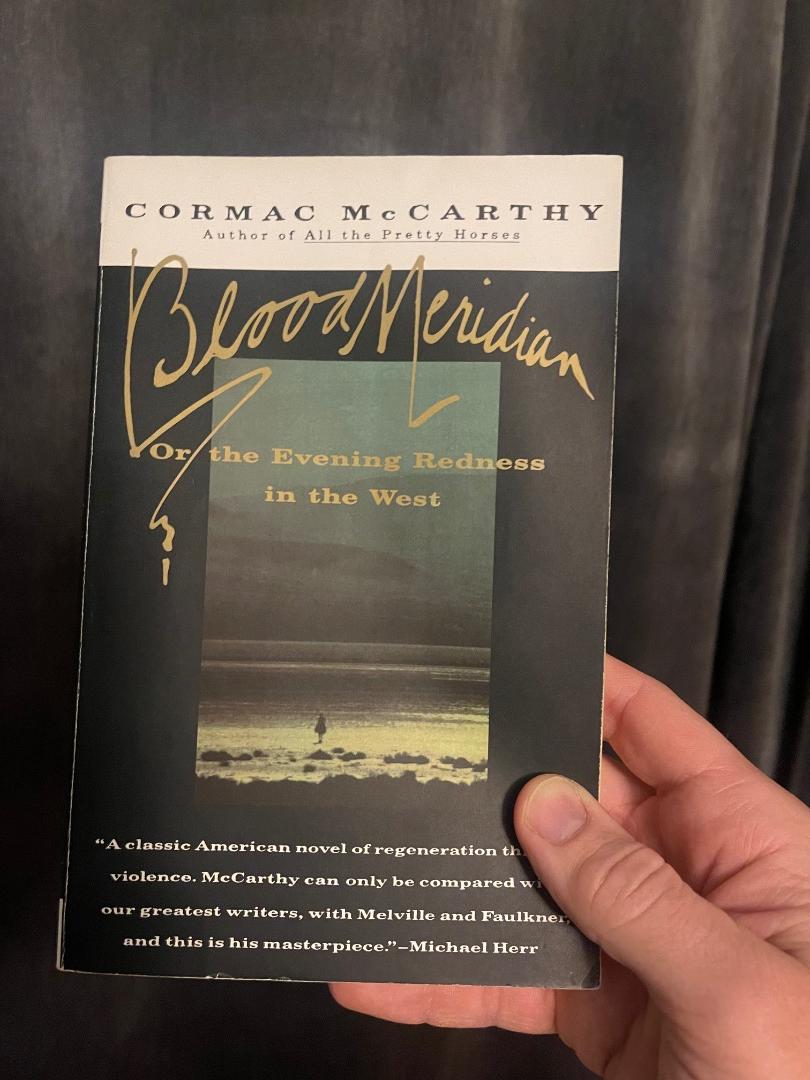 CORMAC McCARTHY
Author of All the Pretty Horses
Blood Meridian
Or the Evening Redness
in the West
“A classic American novel of regeneration
violence. McCarthy can only be compared
our greatest writers, with Melville and Faulkner,
and this is his masterpiece.”–Michael Herr